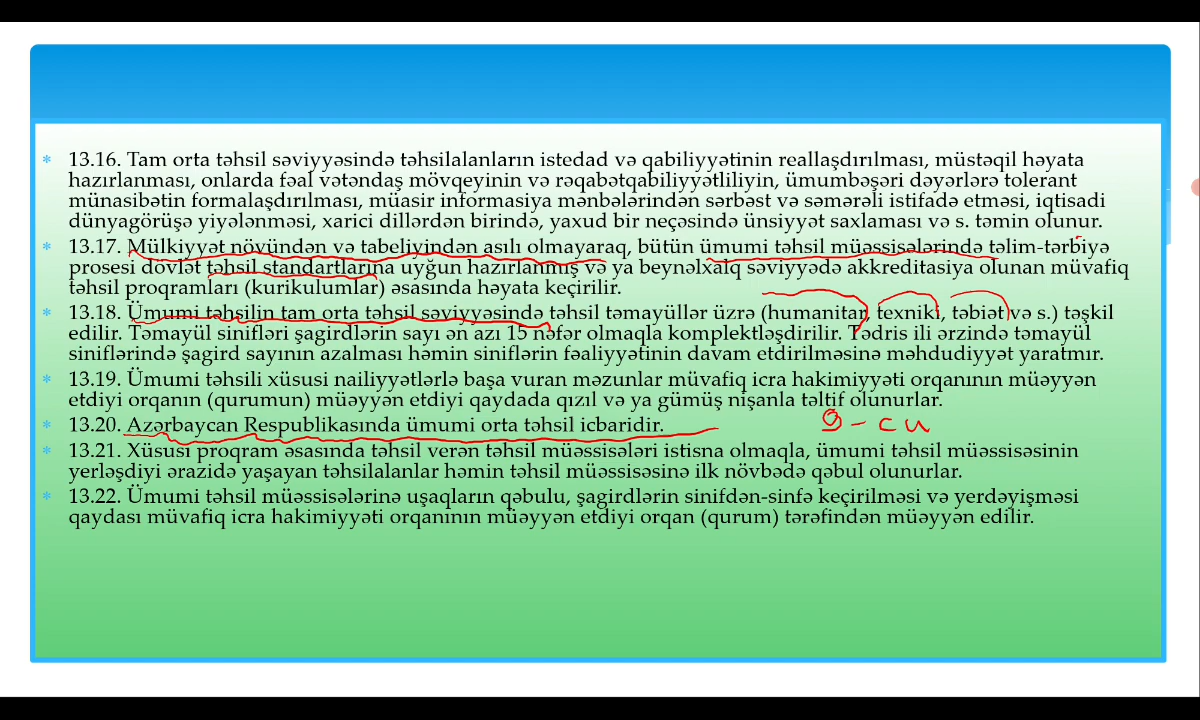 * 13.16. Tam orta təhsil səviyyəsində təhsilalanların istedad və qabiliyyətinin reallaşdırılması, müstəqil həyata
hazırlanması, onlarda fəal vətəndaş mövqeyinin və rəqabətqabiliyyətliliyin, ümumbəşəri dəyərlərə tolerant
münasibətin formalaşdırılması, müasir informasiya mənbələrindən sərbəst və səmərəli istifadə etməsi, iqtisadi
dünyagörüşə yiyələnməsi, xarici dillərdən birində, yaxud bir neçəsində ünsiyyət saxlaması və s. təmin olunur.
* 13.17. Mülkiyyət növündən və tabeliyindən asılı olmayaraq, bütün ümumi təhsil müəssisələrində təlim-tərbiyə
prosesi dövlət təhsil standartlarına uyğun hazırlanmış və ya beynəlxalq səviyyədə akkreditasiya olunan müvafiq
təhsil proqramları (kurikulumlar) əsasında həyata keçirilir.
* 13.18. Ümumi təhsilin tam orta təhsil səviyyəsində təhsil təmayüllər üzrə (humanitar, texniki, təbiət və s.) təşkil
edilir. Təmayül sinifləri şagirdlərin sayı ən azı 15 nəfər olmaqla komplektləşdirilir. Tədris ili ərzində təmayül
siniflərində şagird sayının azalması həmin siniflərin fəaliyyətinin davam etdirilməsinə məhdudiyyət yaratmır.
* 13.19. Ümumi təhsili xüsusi nailiyyətlərlə başa vuran məzunlar müvafiq icra hakimiyyəti orqanının müəyyən
etdiyi orqanın (qurumun) müəyyən etdiyi qaydada qızıl və ya gümüş nişanla təltif olunurlar.
* 13.20. Azərbaycan Respublikasında ümumi orta təhsil icbaridir. 9 - cu
* 13.21. Xüsusi proqram əsasında təhsil verən təhsil müəssisələri istisna olmaqla, ümumi təhsil müəssisəsinin
yerləşdiyi ərazidə yaşayan təhsilalanlar həmin təhsil müəssisəsinə ilk növbədə qəbul olunurlar.
* 13.22. Ümumi təhsil müəssisələrinə uşaqların qəbulu, şagirdlərin sinifdən-sinfə keçirilməsi və yerdəyişməsi
qaydası müvafiq icra hakimiyyəti orqanının müəyyən etdiyi orqan (qurum) tərəfindən müəyyən edilir.